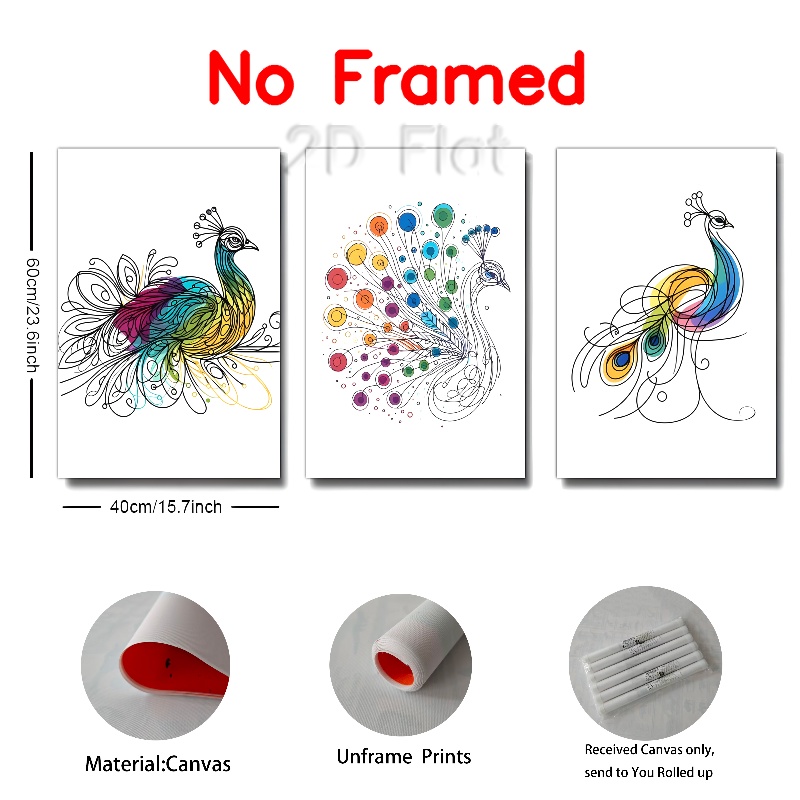 No Framed
2D Flat
60cm/23.6inch
40cm/15.7inch
Material:Canvas
Unframe Prints
Received Canvas only,
send to You Rolled up